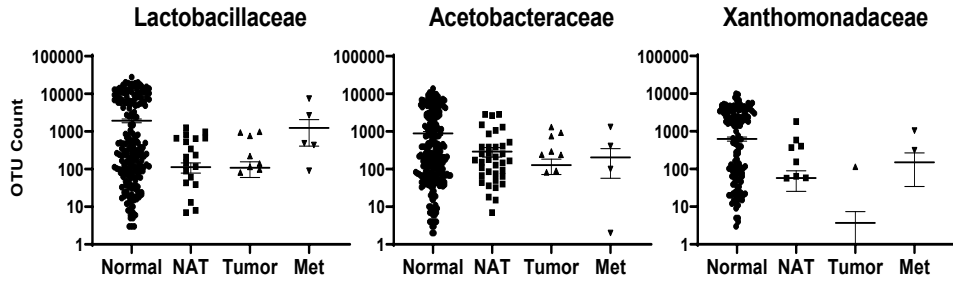 Lactobacillaceae
Acetobacteraceae
Xanthomonadaceae
OTU Count
100000
10000
1000
100
10
1
Normal NAT Tumor Met
100000
10000
1000
100
10
1
Normal NAT Tumor Met
100000
10000
1000
100
10
1
Normal NAT Tumor Met